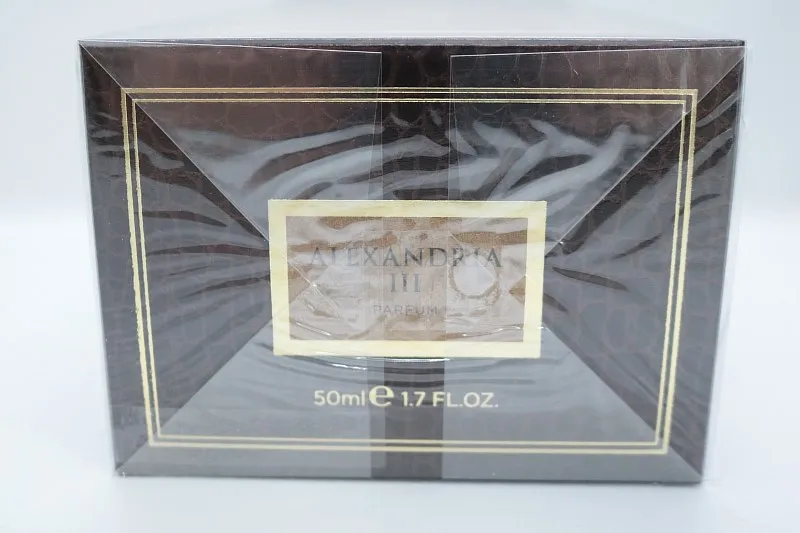 ALEXANDRIA
III
PARFUM
50ml e 1.7 FL.OZ.